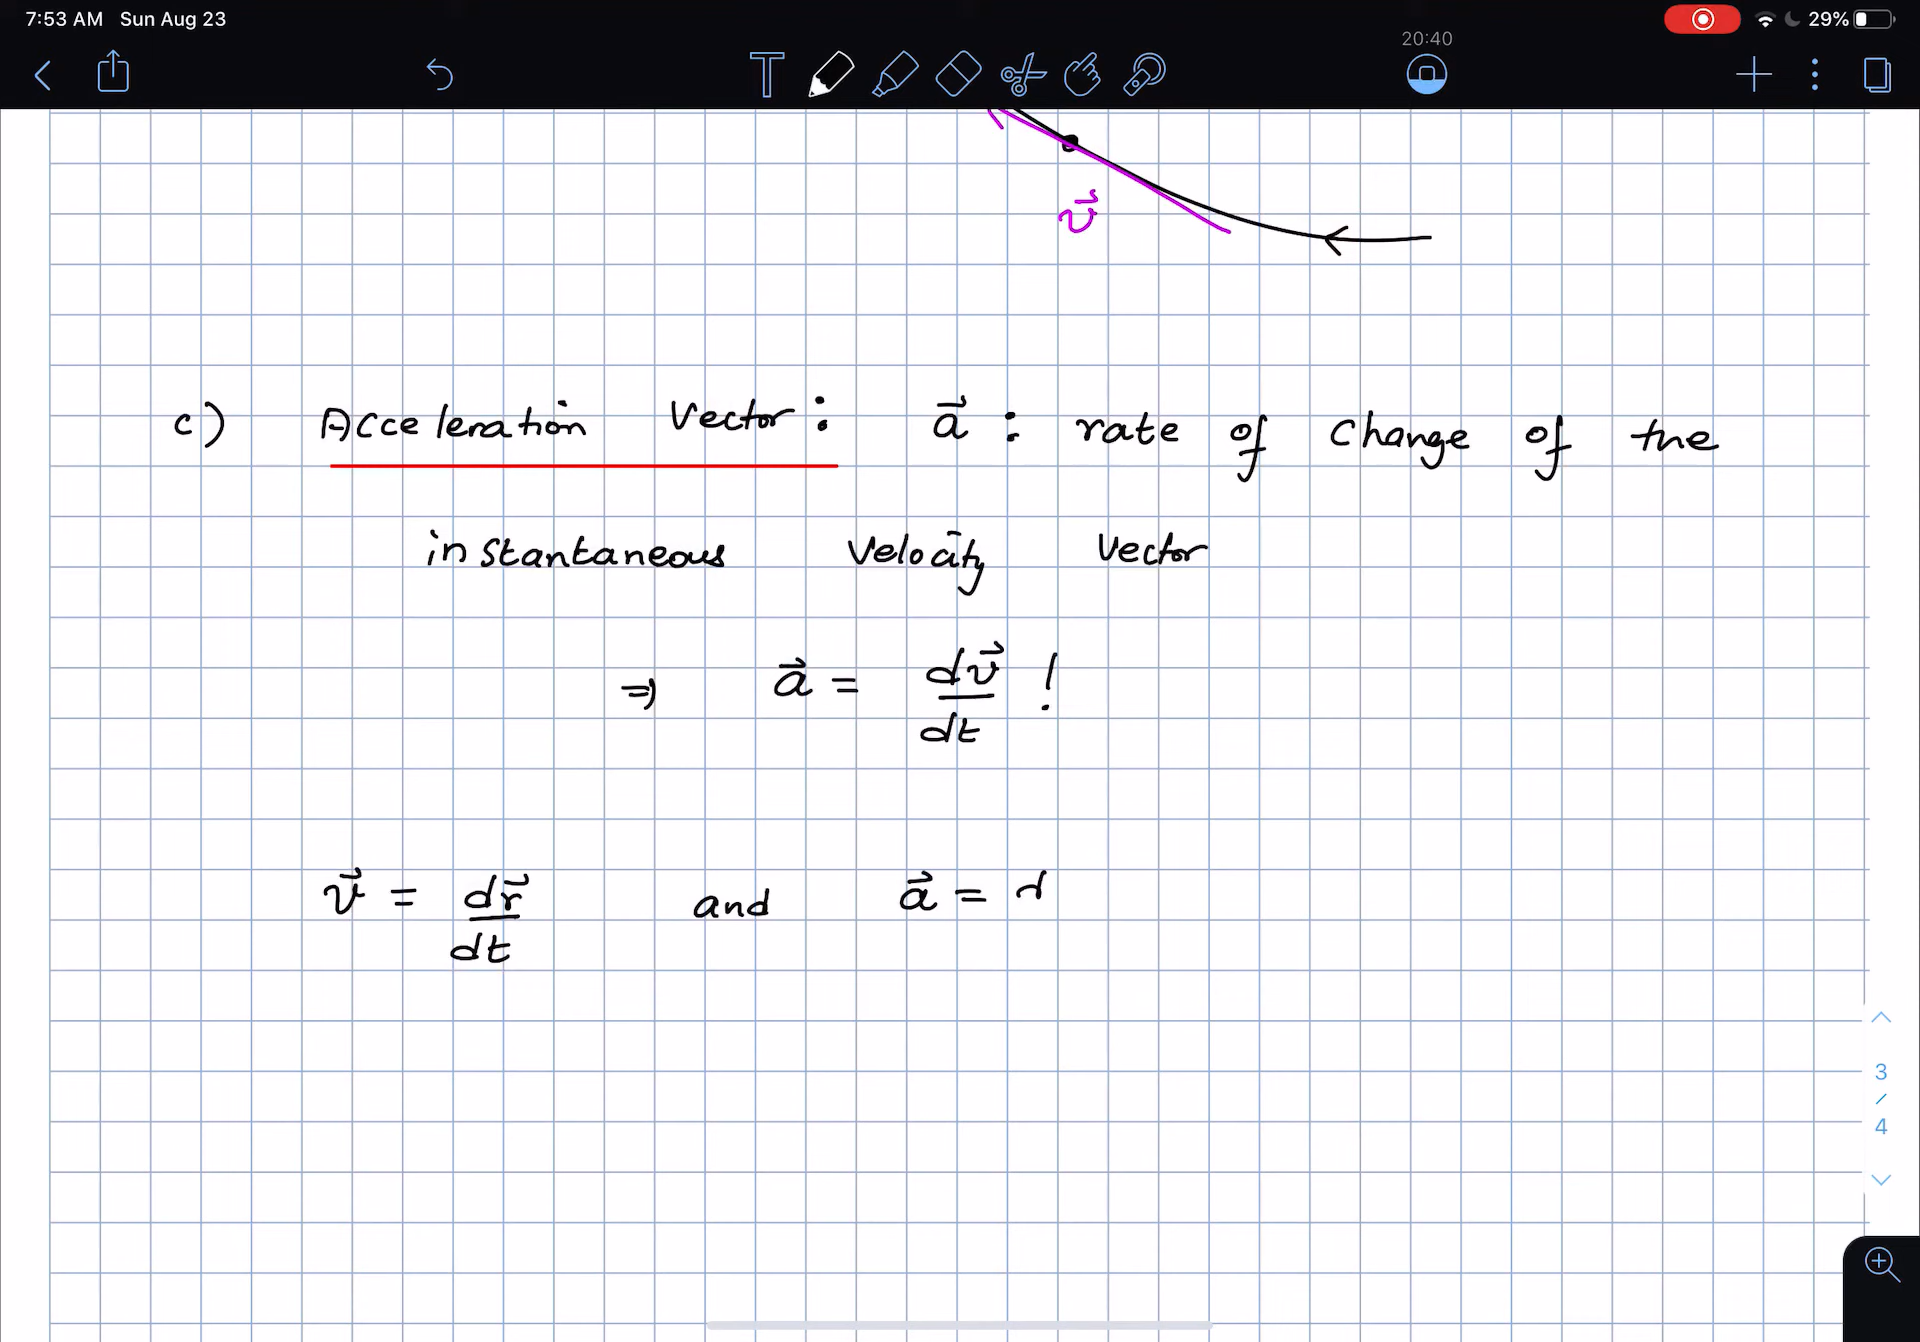 7:53 AM Sun Aug 23
29%
20:40
T
v⃗
c) Acceleration Vector: a⃗ : rate of change of the
instantaneous Velocity Vector
⇒ a⃗ = dv⃗/dt !
v⃗ = dr⃗/dt and a⃗ = d
3
/
4